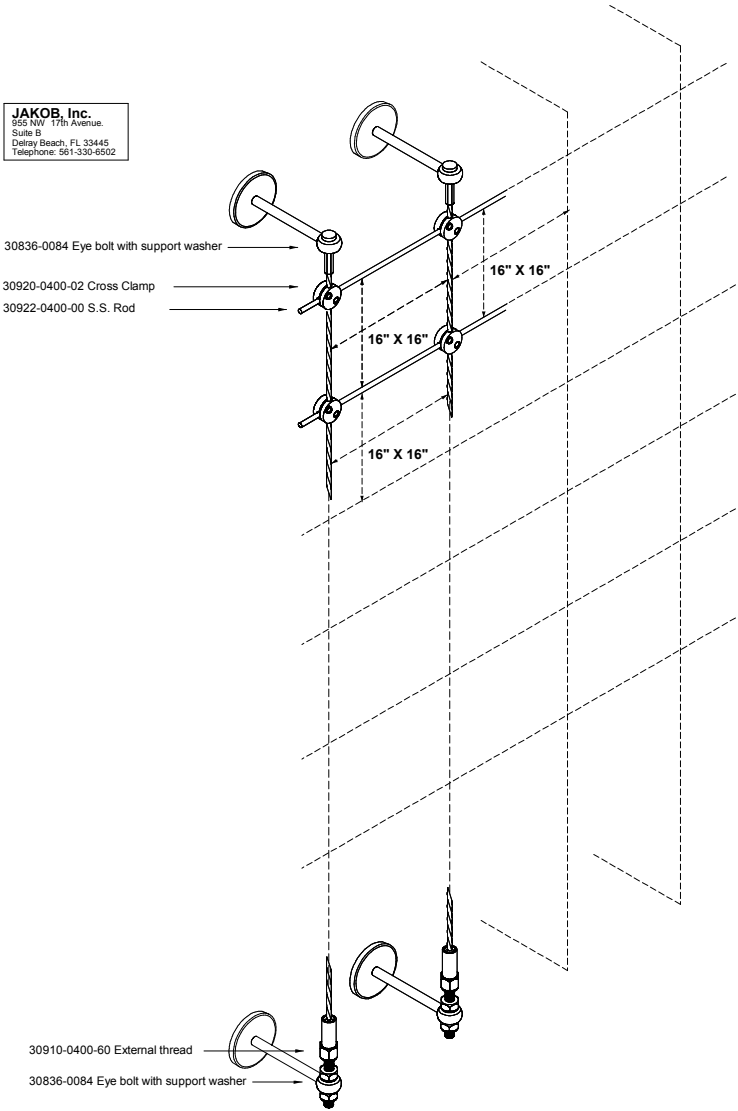 JAKOB, Inc.
955 NW 17th Avenue.
Suite B
Delray Beach, FL 33445
Telephone: 561-330-6502
30836-0084 Eye bolt with support washer
30920-0400-02 Cross Clamp
30922-0400-00 S.S. Rod
16" X 16"
16" X 16"
16" X 16"
30910-0400-60 External thread
30836-0084 Eye bolt with support washer